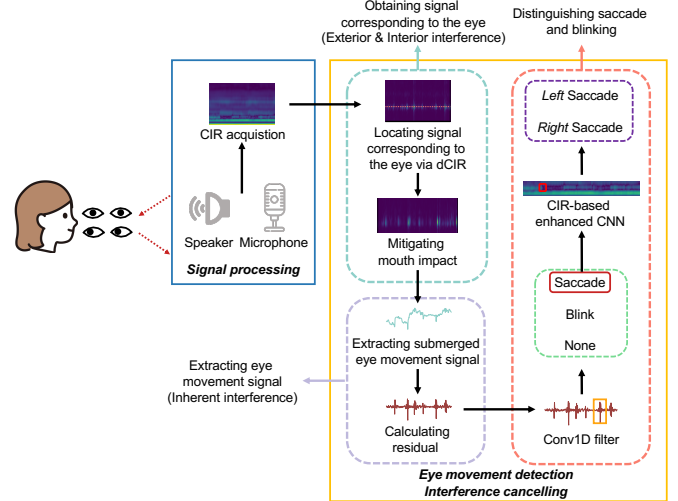 Obtaining signal
corresponding to the eye
(Exterior & Interior interference)
Distinguishing saccade
and blinking
CIR acquistion
Speaker
Microphone
Signal processing
Locating signal
corresponding to
the eye via dCIR
Mitigating
mouth impact
Extracting submerged
eye movement signal
Calculating
residual
Extracting eye
movement signal
(Inherent interference)
Left Saccade
Right Saccade
CIR-based
enhanced CNN
Saccade
Blink
None
Conv1D filter
Eye movement detection
Interference cancelling